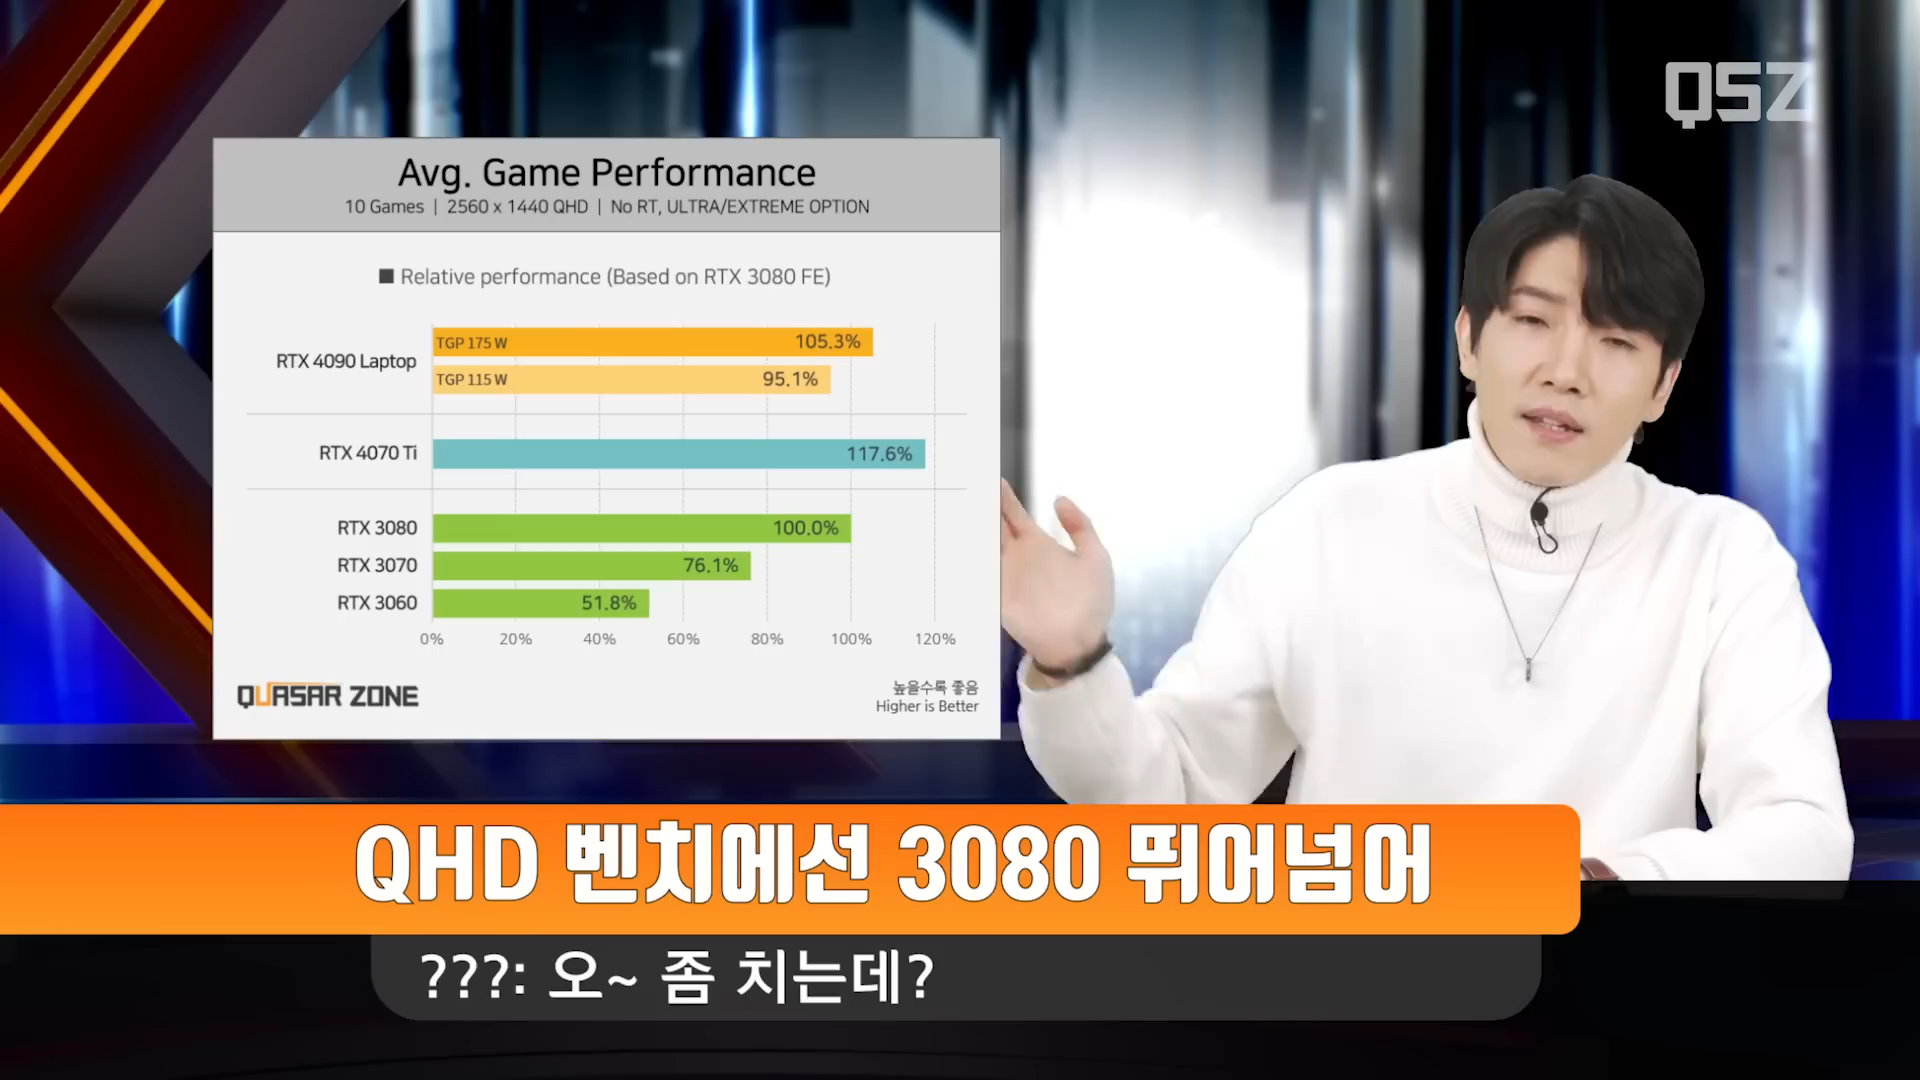 QSZ
Avg. Game Performance
10 Games | 2560 x 1440 QHD | No RT, ULTRA/EXTREME OPTION
■ Relative performance (Based on RTX 3080 FE)
RTX 4090 Laptop
TGP 175 W 105.3%
TGP 115 W 95.1%
RTX 4070 Ti 117.6%
RTX 3080 100.0%
RTX 3070 76.1%
RTX 3060 51.8%
0% 20% 40% 60% 80% 100% 120%
QUASAR ZONE
높을수록 좋음
Higher is Better
QHD 벤치에선 3080 뛰어넘어
???: 오~ 좀 치는데?